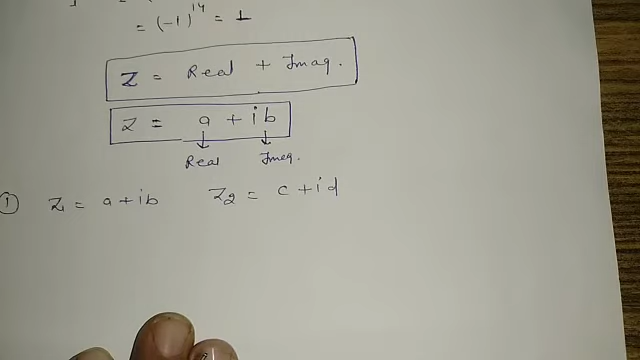 = (-1)^14 = 1
Z = Real + Imag.
Z = a + ib
Real Imag.
① Z1 = a + ib Z2 = c + id